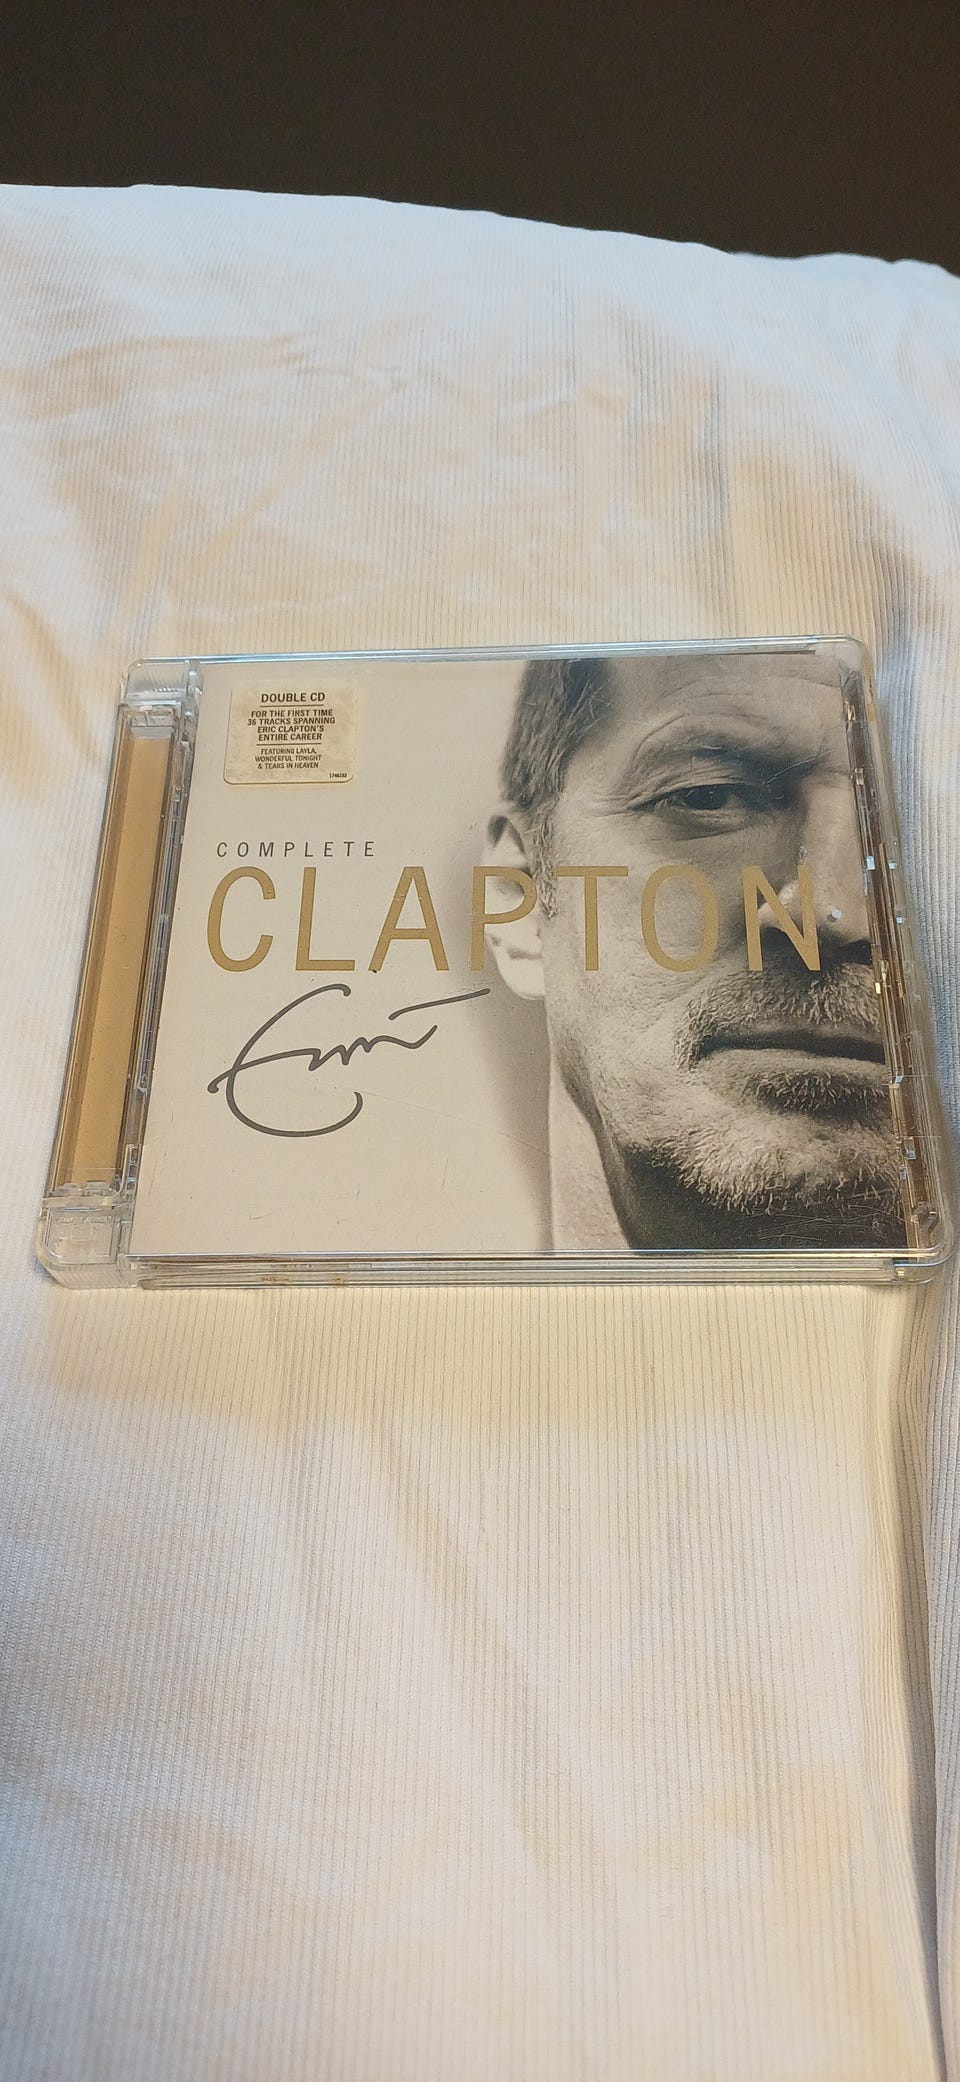 DOUBLE CD
FOR THE FIRST TIME
36 TRACKS SPANNING
ERIC CLAPTON'S
ENTIRE CAREER
FEATURING LAYLA,
WONDERFUL TONIGHT
& TEARS IN HEAVEN
COMPLETE
CLAPTON